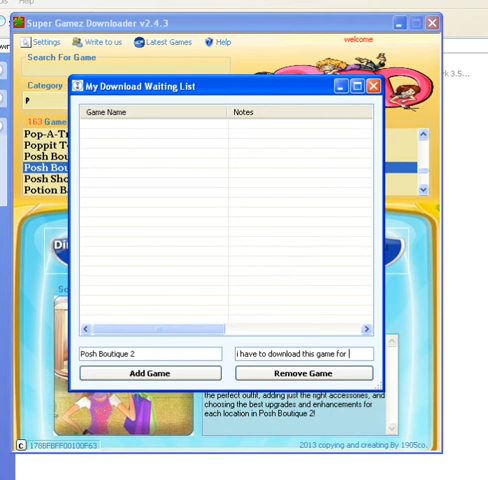 Help
Super Gamez Downloader v2.4.3
Settings Write to us Latest Games Help
welcome
Search For Game
Category
My Download Waiting List
P
163 Game
Game Name Notes
Pop-A-Tr
Poppit T
Posh Bou
Posh Bou
Posh Sho
Potion B
k 3.5...
Posh Boutique 2
i have to download this game for
Add Game Remove Game
the perfect outfit, adding just the right accessories, and
choosing the best upgrades and enhancements for
each location in Posh Boutique 2!
C 178BFBFF00100F63
2013 copying and creating By 1905co.